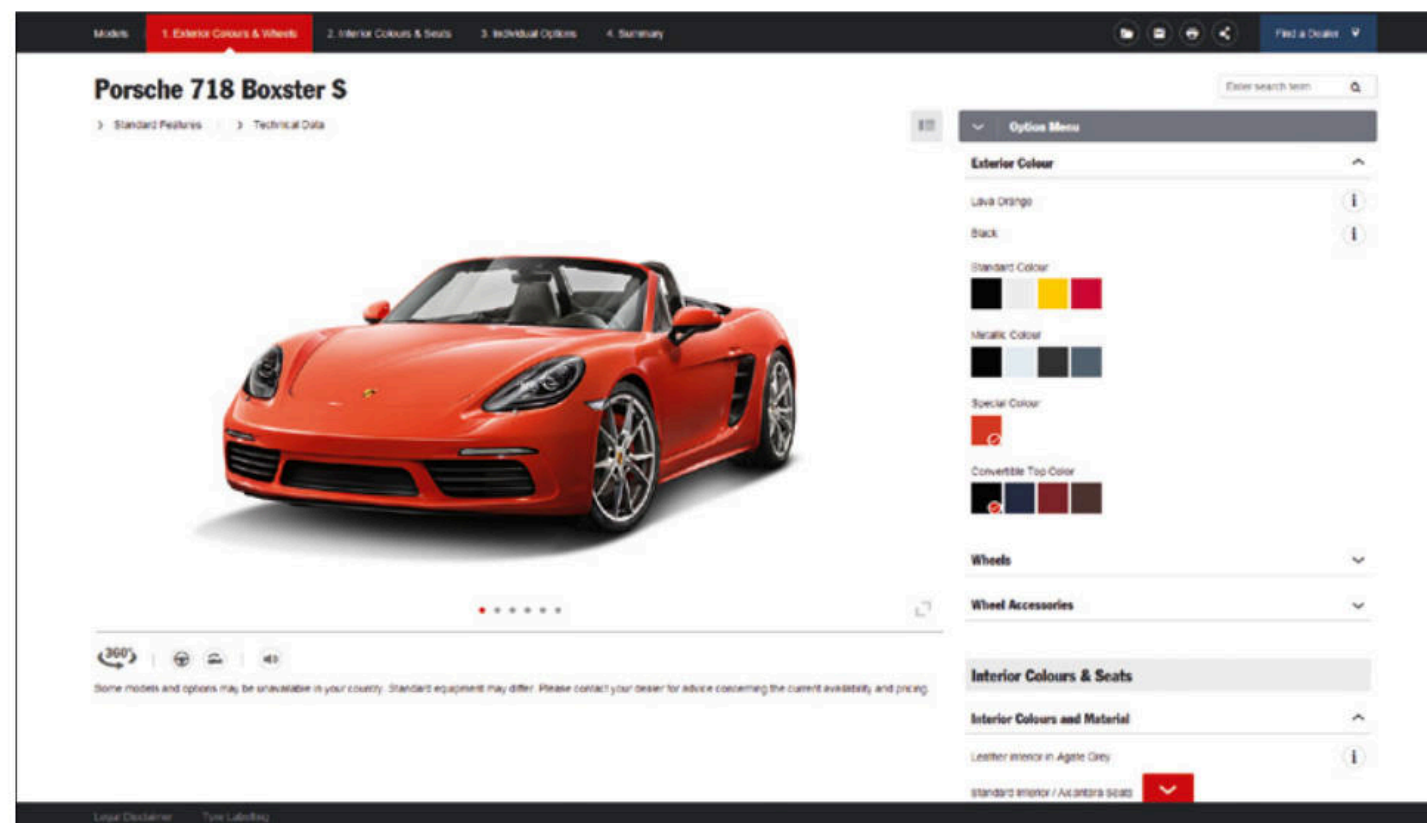 Models 1. Exterior Colours & Wheels 2. Interior Colours & Seats 3. Individual Options 4. Summary Find a Dealer
Porsche 718 Boxster S
Enter search term
Standard Features Technical Data
Option Menu
Exterior Colour
Lava Orange
Black
Standard Colour
Metallic Colour
Special Colour
Convertible Top Color
Wheels
Wheel Accessories
360°
Some models and options may be unavailable in your country. Standard equipment may differ. Please contact your dealer for advice concerning the current availability and pricing.
Interior Colours & Seats
Interior Colours and Material
Leather interior in Agate Grey
Standard Interior / Alcantara Seats
Legal Disclaimer Tyre Labelling